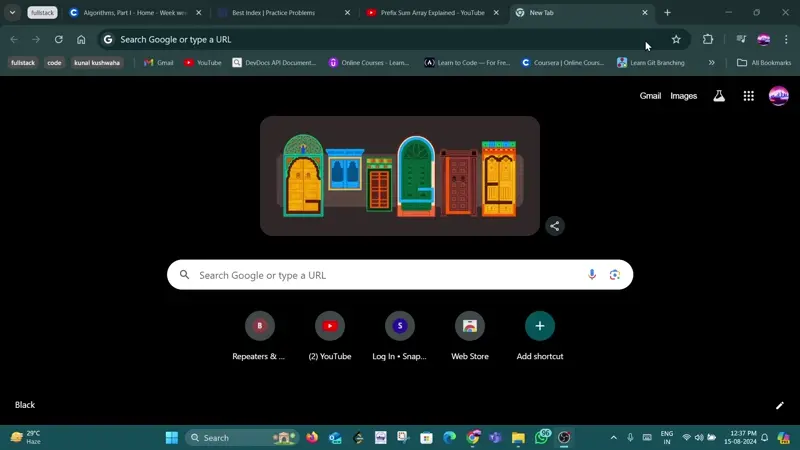 fullstack
Algorithms, Part I - Home - Week
Best Index | Practice Problems
Prefix Sum Array Explained - YouTube
New Tab
Search Google or type a URL
fullstack
code
kunal kushwaha
Gmail
YouTube
DevDocs API Document...
Online Courses - Learn...
Learn to Code — For Fre...
Coursera | Online Cours...
Learn Git Branching
All Bookmarks
Gmail
Images
Search Google or type a URL
Repeaters & ...
(2) YouTube
Log In • Snap...
Web Store
Add shortcut
Black
29°C
Haze
Search
ENG
IN
12:37 PM
15-08-2024